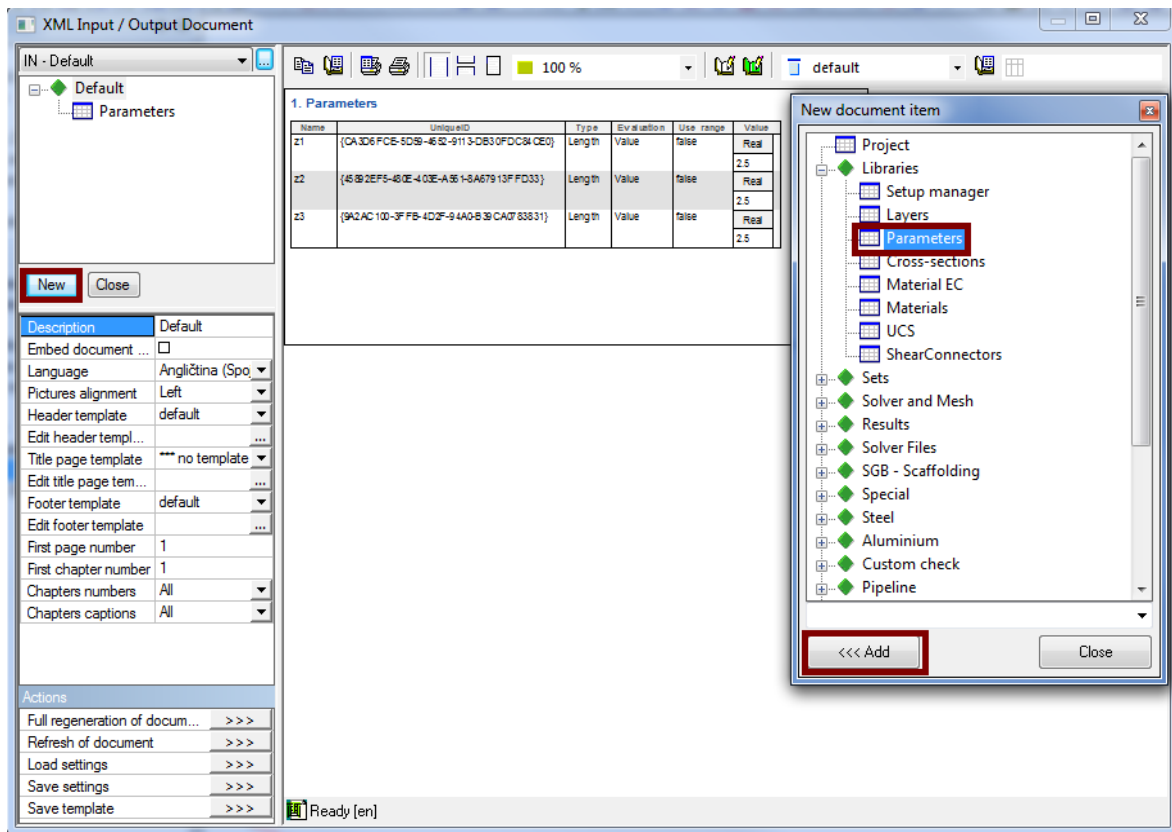 XML Input / Output Document
IN - Default
...
Default
Parameters
New
Close
Description Default
Embed document ...
Language Angličtina (Spo
Pictures alignment Left
Header template default
Edit header templ... ...
Title page template *** no template
Edit title page tem... ...
Footer template default
Edit footer template ...
First page number 1
First chapter number 1
Chapters numbers All
Chapters captions All
Actions
Full regeneration of docum... >>>
Refresh of document >>>
Load settings >>>
Save settings >>>
Save template >>>
100 %
default
1. Parameters
Name UniqueID Type Evaluation Use range Value
z1 {CA3D6FCE-5D59-4652-9113-DB30FDC84CE0} Length Value false Real
2.5
z2 {45892EF5-480E-403E-A561-8A67913FFD33} Length Value false Real
2.5
z3 {9A2AC100-3FFB-4D2F-94A0-B39CA0783831} Length Value false Real
2.5
Ready [en]
New document item
Project
Libraries
Setup manager
Layers
Parameters
Cross-sections
Material EC
Materials
UCS
ShearConnectors
Sets
Solver and Mesh
Results
Solver Files
SGB - Scaffolding
Special
Steel
Aluminium
Custom check
Pipeline
<<< Add
Close